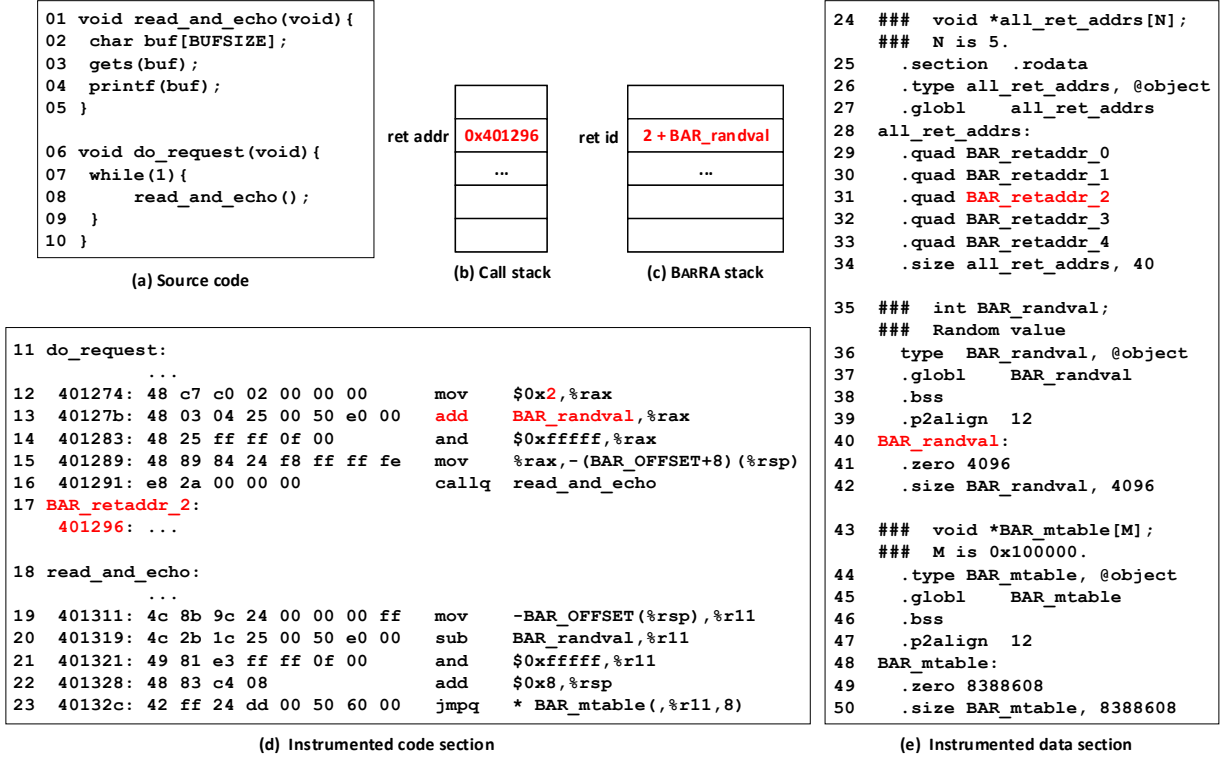 01 void read_and_echo(void){
02 char buf[BUFSIZE];
03 gets(buf);
04 printf(buf);
05 }
06 void do_request(void){
07 while(1){
08 read_and_echo();
09 }
10 }
(a) Source code
ret addr 0x401296
...
(b) Call stack
ret id 2 + BAR_randval
...
(c) BARRA stack
11 do_request:
...
12 401274: 48 c7 c0 02 00 00 00 mov $0x2,%rax
13 40127b: 48 03 04 25 00 50 e0 00 add BAR_randval,%rax
14 401283: 48 25 ff ff 0f 00 and $0xfffff,%rax
15 401289: 48 89 84 24 f8 ff ff fe mov %rax,-(BAR_OFFSET+8)(%rsp)
16 401291: e8 2a 00 00 00 callq read_and_echo
17 BAR_retaddr_2:
401296: ...
18 read_and_echo:
...
19 401311: 4c 8b 9c 24 00 00 00 ff mov -BAR_OFFSET(%rsp),%r11
20 401319: 4c 2b 1c 25 00 50 e0 00 sub BAR_randval,%r11
21 401321: 49 81 e3 ff ff 0f 00 and $0xfffff,%r11
22 401328: 48 83 c4 08 add $0x8,%rsp
23 40132c: 42 ff 24 dd 00 50 60 00 jmpq * BAR_mtable(,%r11,8)
(d) Instrumented code section
24 ### void *all_ret_addrs[N];
### N is 5.
25 .section .rodata
26 .type all_ret_addrs, @object
27 .globl all_ret_addrs
28 all_ret_addrs:
29 .quad BAR_retaddr_0
30 .quad BAR_retaddr_1
31 .quad BAR_retaddr_2
32 .quad BAR_retaddr_3
33 .quad BAR_retaddr_4
34 .size all_ret_addrs, 40
35 ### int BAR_randval;
### Random value
36 type BAR_randval, @object
37 .globl BAR_randval
38 .bss
39 .p2align 12
40 BAR_randval:
41 .zero 4096
42 .size BAR_randval, 4096
43 ### void *BAR_mtable[M];
### M is 0x100000.
44 .type BAR_mtable, @object
45 .globl BAR_mtable
46 .bss
47 .p2align 12
48 BAR_mtable:
49 .zero 8388608
50 .size BAR_mtable, 8388608
(e) Instrumented data section